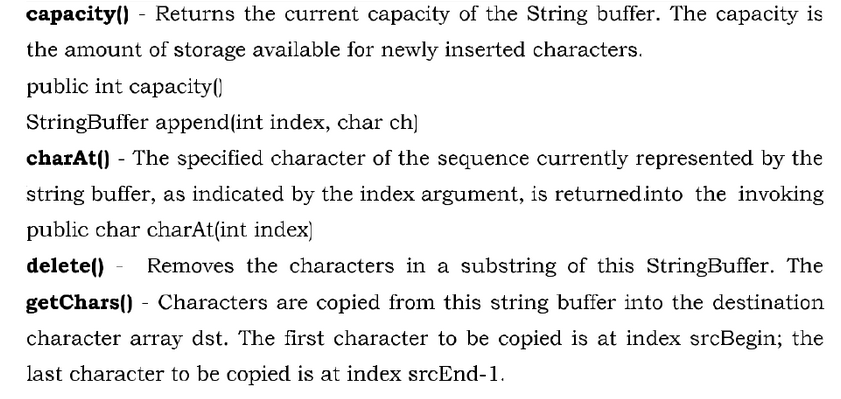 capacity() - Returns the current capacity of the String buffer. The capacity is
the amount of storage available for newly inserted characters.
public int capacity()
StringBuffer append(int index, char ch)
charAt() - The specified character of the sequence currently represented by the
string buffer, as indicated by the index argument, is returned.into the invoking
public char charAt(int index)
delete() - Removes the characters in a substring of this StringBuffer. The
getChars() - Characters are copied from this string buffer into the destination
character array dst. The first character to be copied is at index srcBegin; the
last character to be copied is at index srcEnd-1.